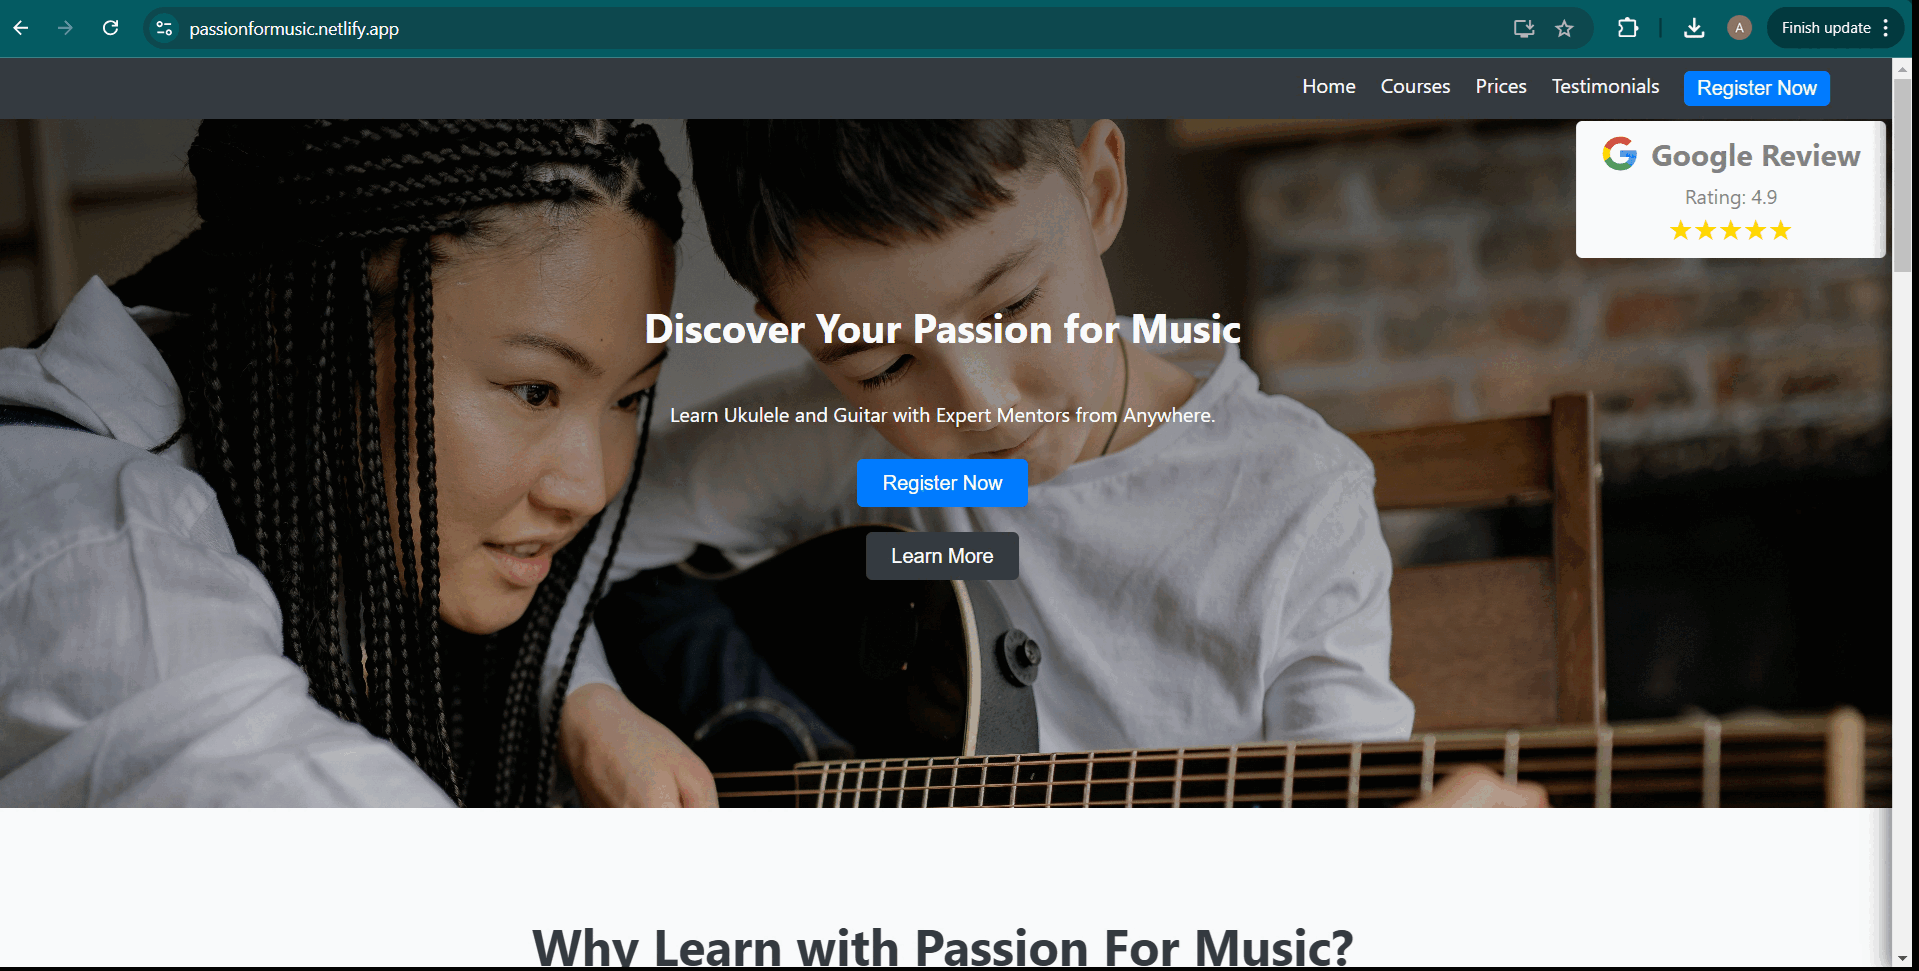 passionformusic.netlify.app
A
Finish update
Home Courses Prices Testimonials Register Now
Google Review
Rating: 4.9
★★★★★
Discover Your Passion for Music
Learn Ukulele and Guitar with Expert Mentors from Anywhere.
Register Now
Learn More
Why Learn with Passion For Music?